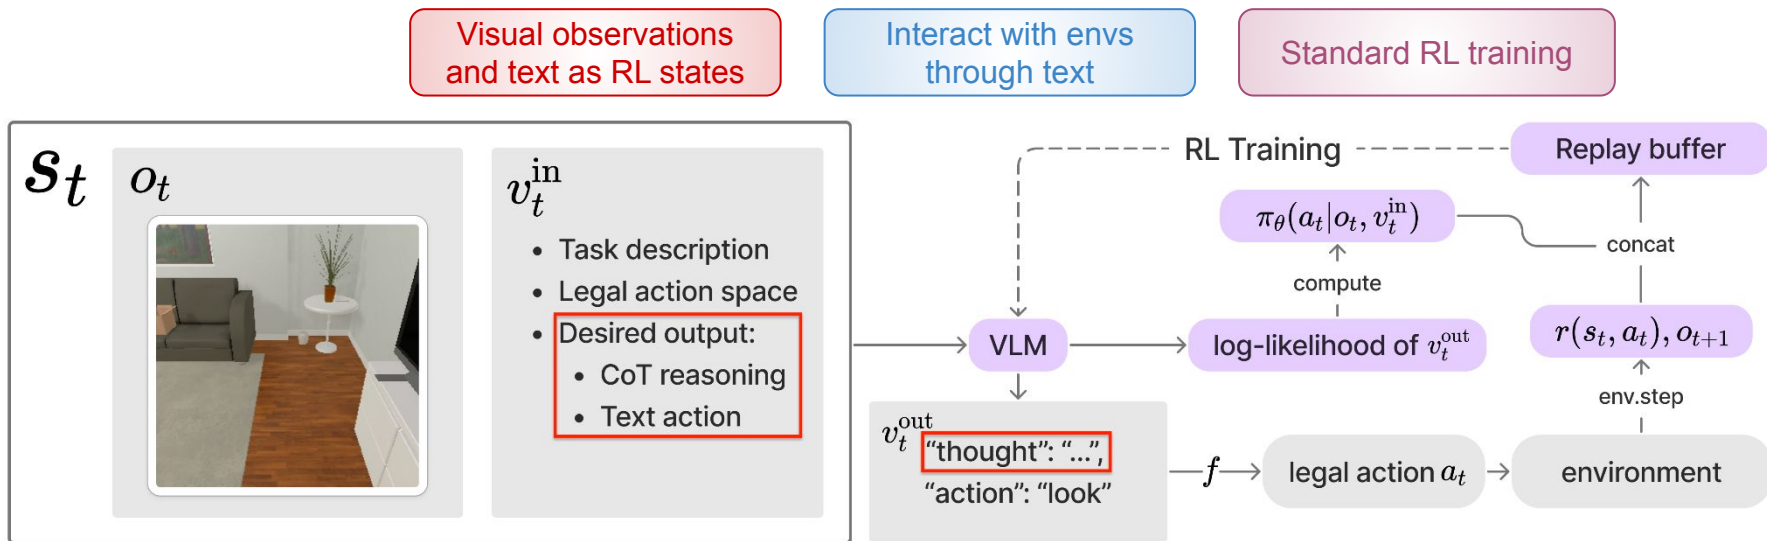 Visual observations
and text as RL states
Interact with envs
through text
Standard RL training
s_t
o_t
v_t^in
• Task description
• Legal action space
• Desired output:
• CoT reasoning
• Text action
RL Training
Replay buffer
π_θ(a_t|o_t, v_t^in)
concat
compute
VLM
log-likelihood of v_t^out
r(s_t, a_t), o_{t+1}
env.step
v_t^out
“thought”: “...”,
“action”: “look”
f
legal action a_t
environment